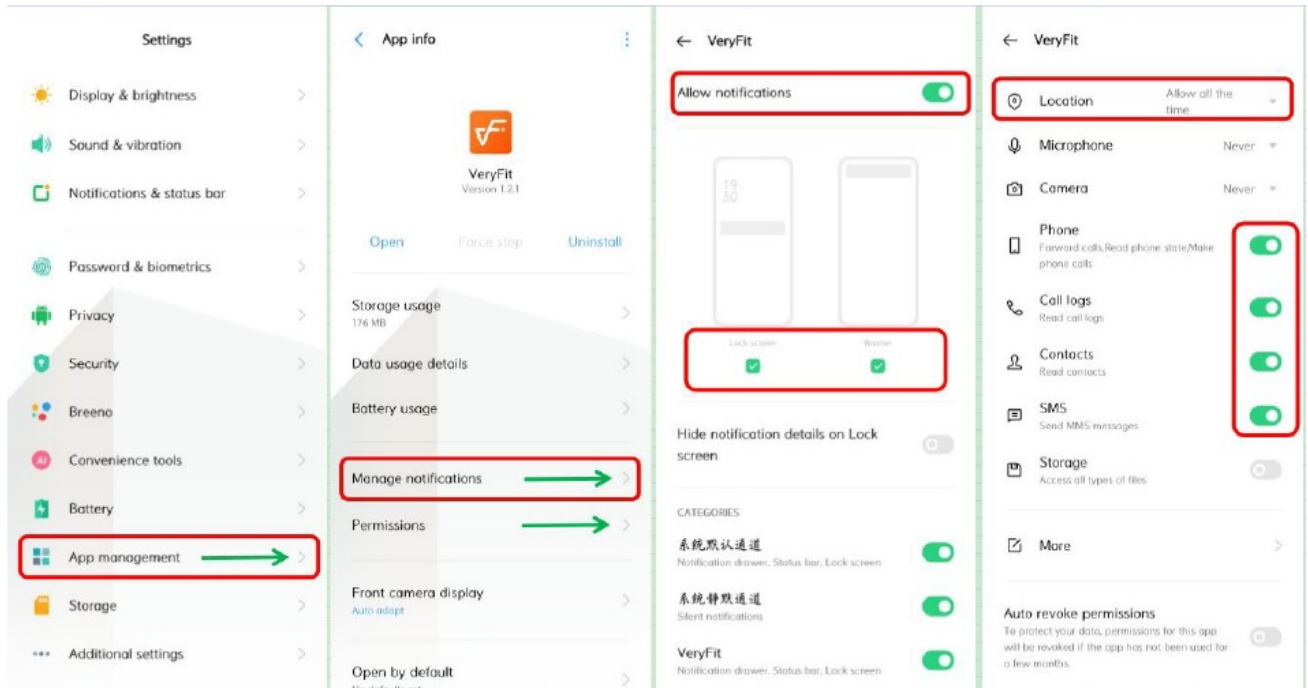 Settings
Display & brightness
Sound & vibration
Notifications & status bar
Password & biometrics
Privacy
Security
Breeno
Convenience tools
Battery
App management
Storage
Additional settings
App info
VeryFit
Version 1.2.1
Open
Force stop
Uninstall
Storage usage
176 MB
Data usage details
Battery usage
Manage notifications
Permissions
Front camera display
Auto adapt
Open by default
No defaults set
VeryFit
Allow notifications
19
30
Lock screen
Banner
Hide notification details on Lock
screen
CATEGORIES
系统默认通道
Notification drawer, Status bar, Lock screen
系统静默通道
Silent notifications
VeryFit
Notification drawer, Status bar, Lock screen
VeryFit
Location
Allow all the
time
Microphone
Never
Camera
Never
Phone
Forward calls,Read phone state,Make
phone calls
Call logs
Read call logs
Contacts
Read contacts
SMS
Send MMS messages
Storage
Access all types of files
More
Auto revoke permissions
To protect your data, permissions for this app
will be revoked if the app has not been used for
a few months.